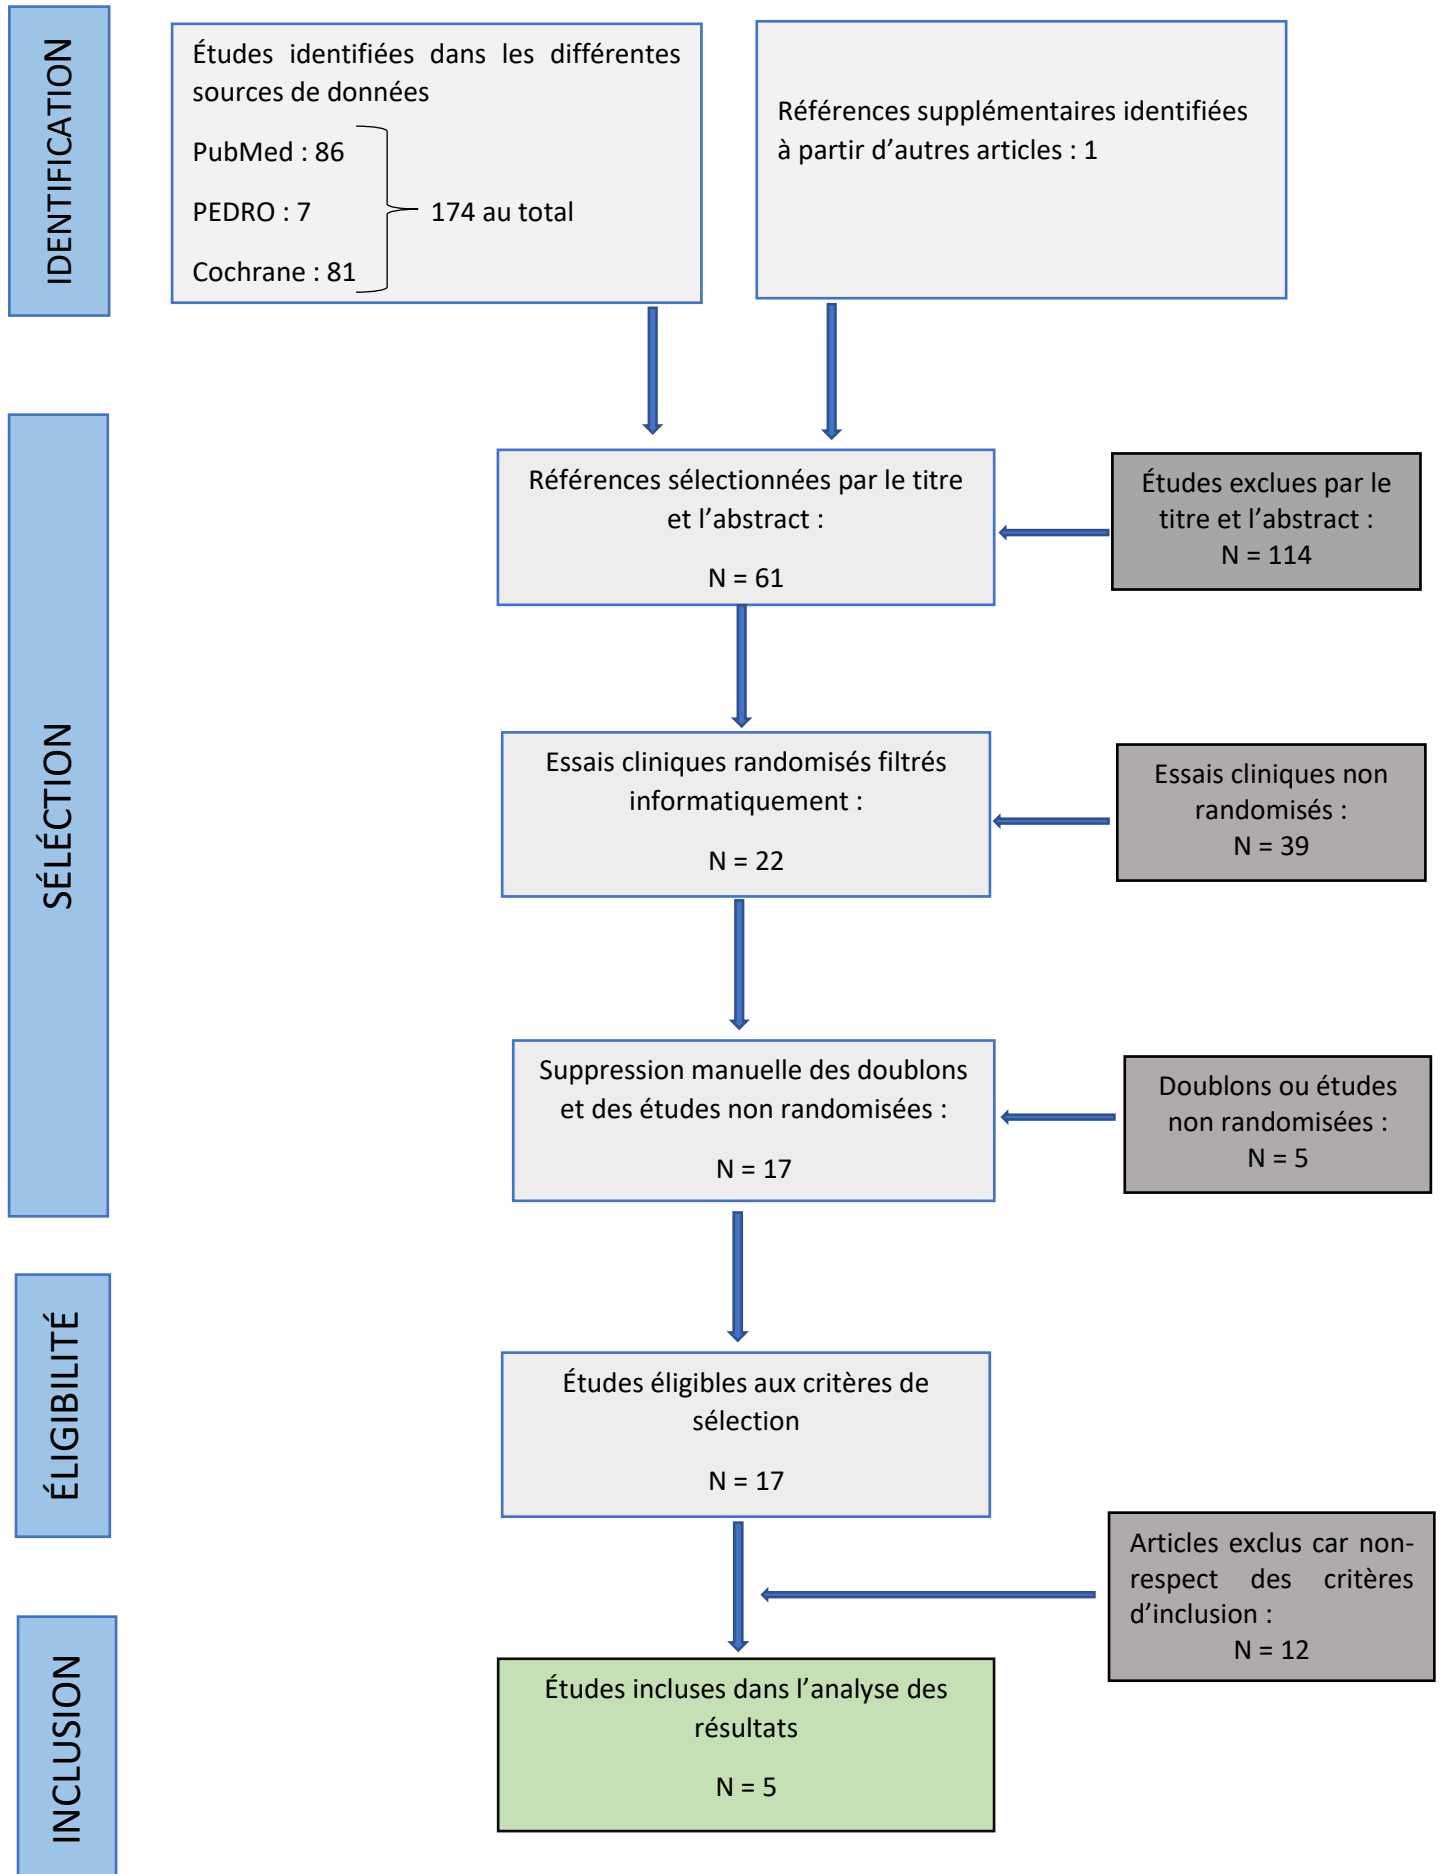 IDENTIFICATION
Études identifiées dans les différentes
sources de données
PubMed : 86
PEDRO : 7
174 au total
Cochrane : 81
Références supplémentaires identifiées
à partir d’autres articles : 1
SÉLÉCTION
Références sélectionnées par le titre
et l’abstract :
N = 61
Études exclues par le
titre et l’abstract :
N = 114
Essais cliniques randomisés filtrés
informatiquement :
N = 22
Essais cliniques non
randomisés :
N = 39
Suppression manuelle des doublons
et des études non randomisées :
N = 17
Doublons ou études
non randomisées :
N = 5
ÉLIGIBILITÉ
Études éligibles aux critères de
sélection
N = 17
Articles exclus car non-
respect des critères
d’inclusion :
N = 12
INCLUSION
Études incluses dans l’analyse des
résultats
N = 5